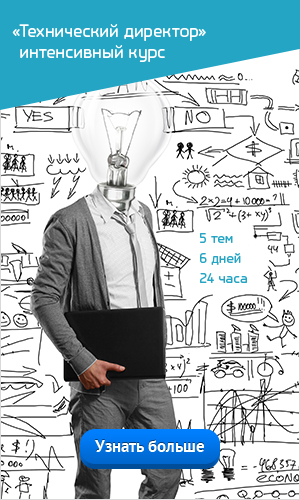 «Технический директор»
интенсивный курс
YES
NO
5 тем
6 дней
24 часа
$ !
$ !)
Узнать больше